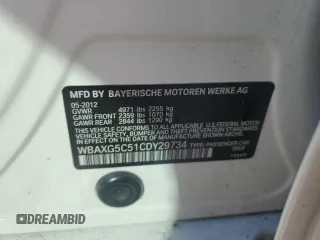 MFD BY BAYERISCHE MOTOREN WERKE AG
05-2012
GVWR 4971 lbs 2255 kg
GAWR FRONT 2359 lbs 1070 kg
GAWR REAR 2844 lbs 1290 kg
THIS VEHICLE CONFORMS TO ALL APPLICABLE U.S. FEDERAL MOTOR
VEHICLE SAFETY, BUMPER, AND THEFT PREVENTION STANDARDS
IN EFFECT ON THE DATE OF MANUFACTURE SHOWN ABOVE.
WBAXG5C51CDY29734 TYPE: PASSENGER CAR